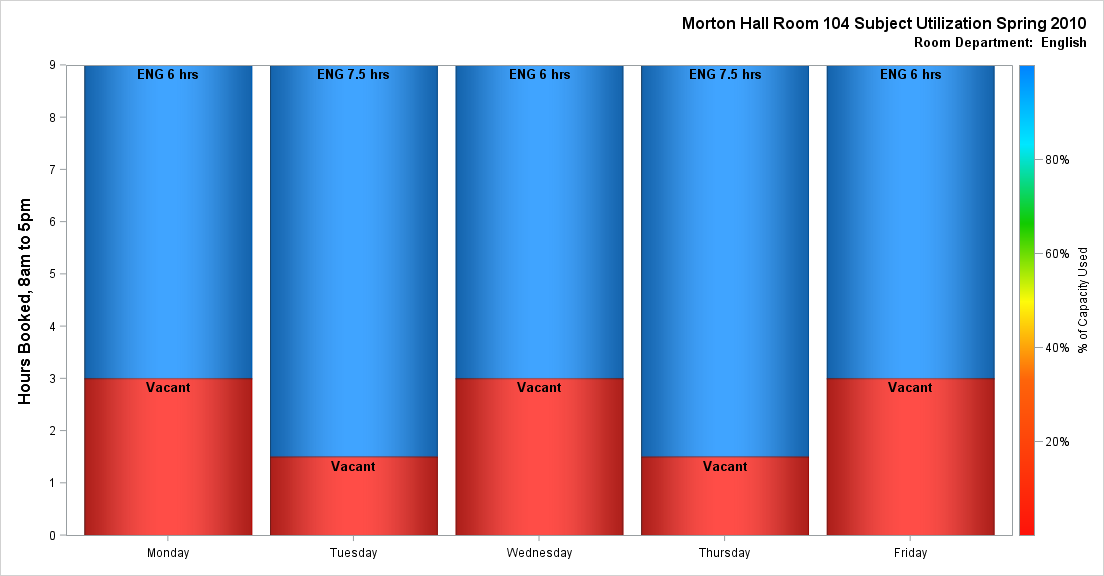 Morton Hall Room 104 Subject Utilization Spring 2010
Room Department:  English
Hours Booked, 8am to 5pm
9
8
7
6
5
4
3
2
1
0
ENG 6 hrs
ENG 7.5 hrs
ENG 6 hrs
ENG 7.5 hrs
ENG 6 hrs
Vacant
Vacant
Vacant
Vacant
Vacant
Monday
Tuesday
Wednesday
Thursday
Friday
80%
60%
40%
20%
% of Capacity Used